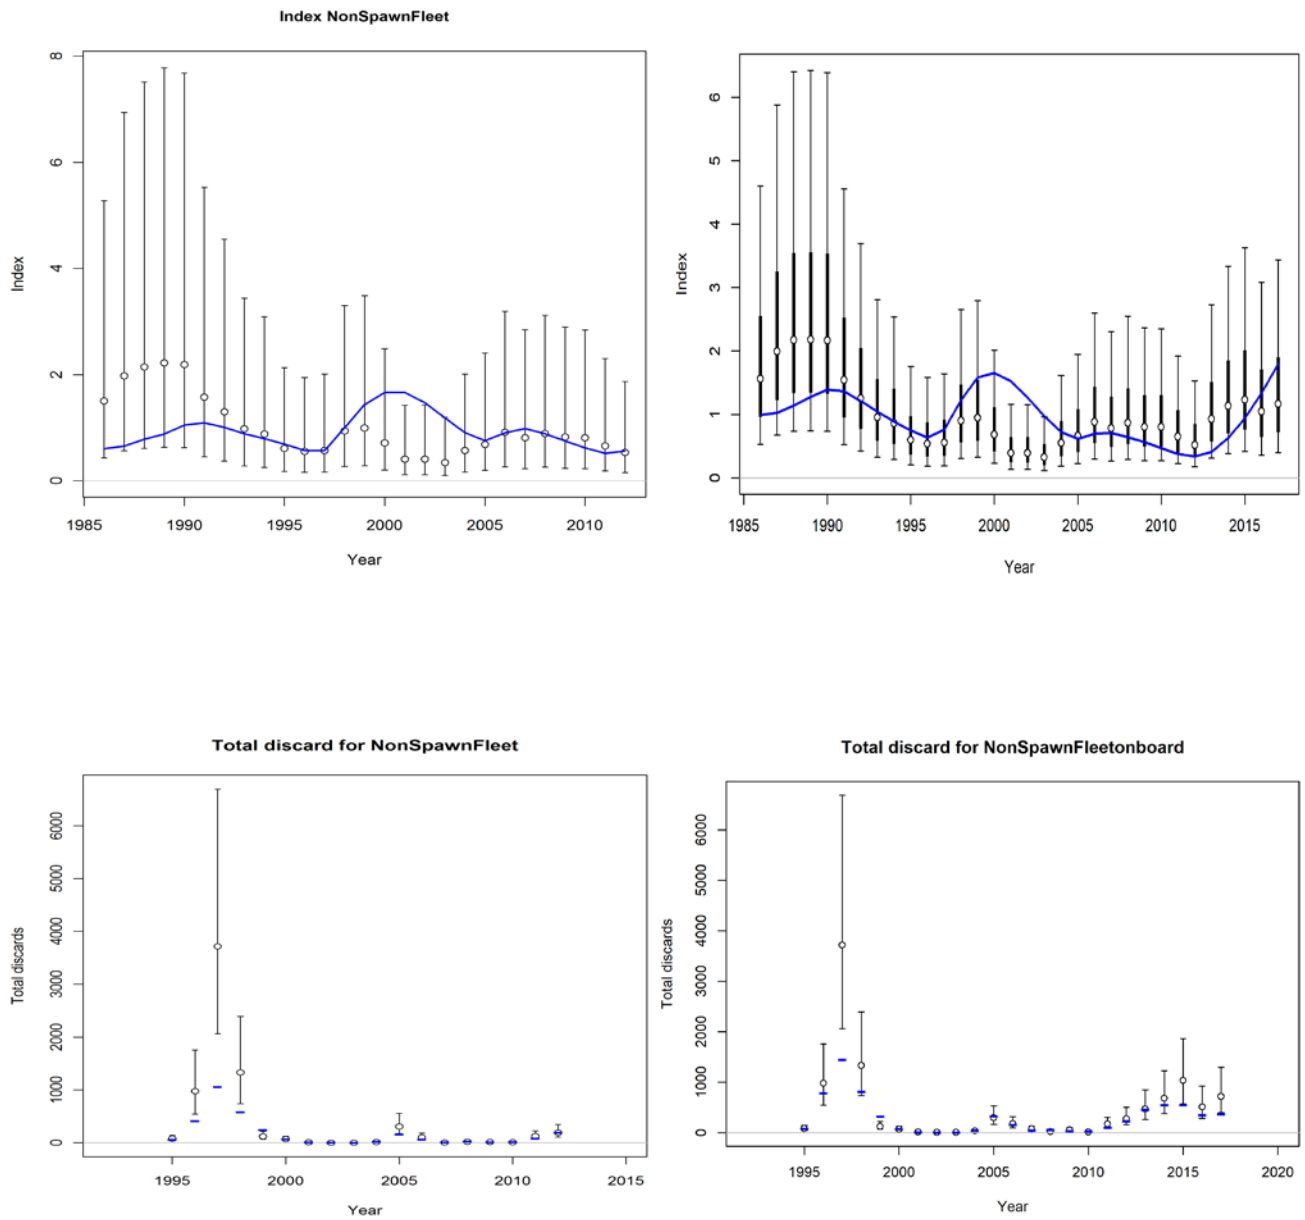 Index NonSpawnFleet
Index
0
2
4
6
8
1985 1990 1995 2000 2005 2010
Year
Index
0
1
2
3
4
5
6
1985 1990 1995 2000 2005 2010 2015
Year
Total discard for NonSpawnFleet
Total discards
0
1000
2000
3000
4000
5000
6000
1995 2000 2005 2010 2015
Year
Total discard for NonSpawnFleetonboard
Total discards
0
1000
2000
3000
4000
5000
6000
1995 2000 2005 2010 2015 2020
Year